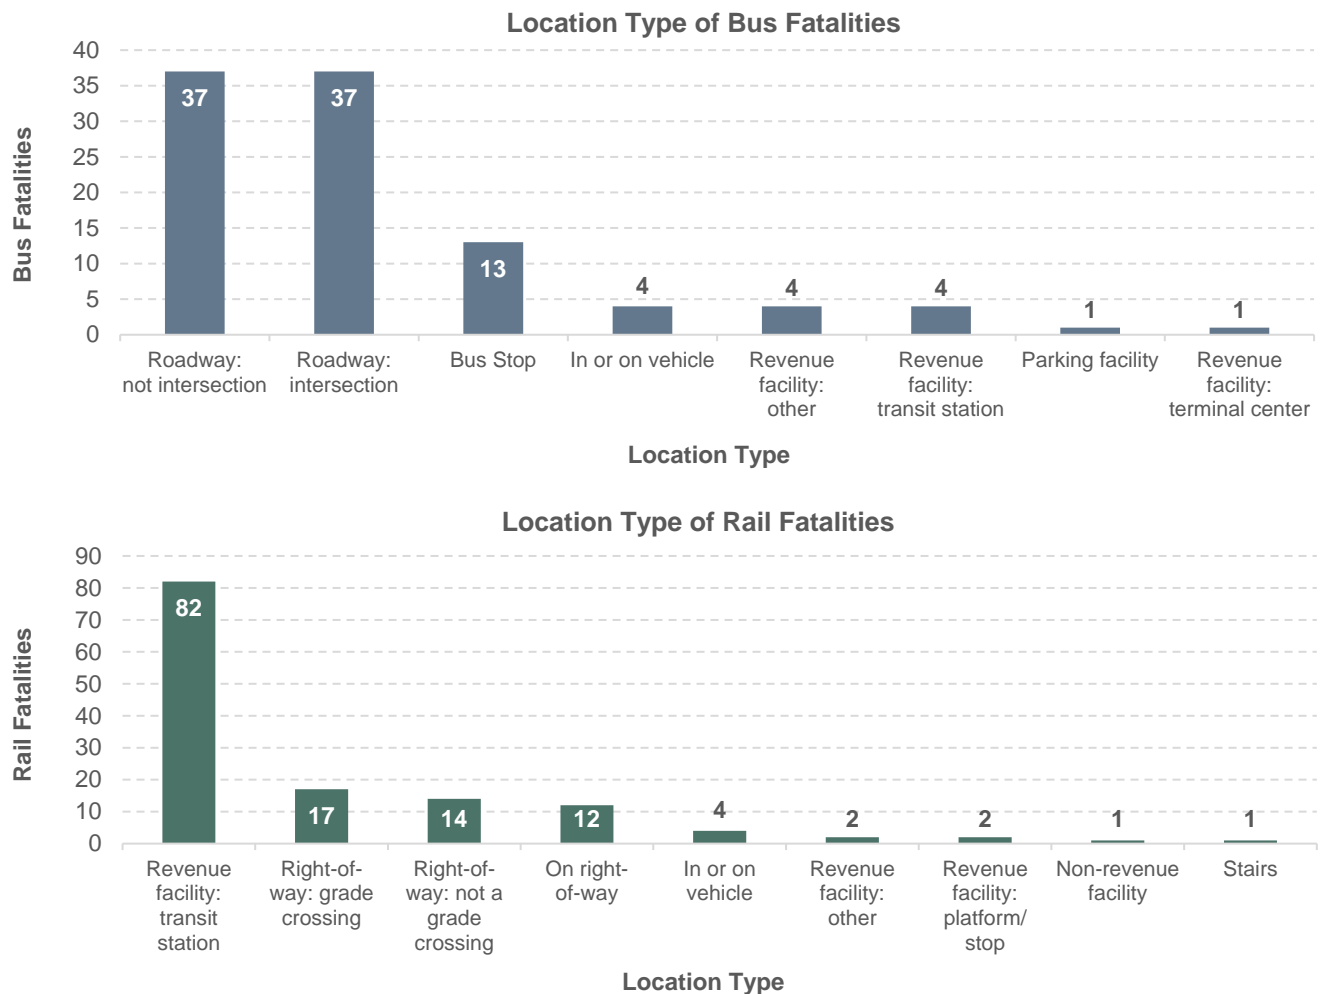 Location Type of Bus Fatalities
Bus Fatalities
40
35
30
25
20
15
10
5
0
37
37
13
4
4
4
1
1
Roadway:
not intersection
Roadway:
intersection
Bus Stop
In or on vehicle
Revenue
facility:
other
Revenue
facility:
transit station
Parking facility
Revenue
facility:
terminal center
Location Type
Location Type of Rail Fatalities
Rail Fatalities
90
80
70
60
50
40
30
20
10
0
82
17
14
12
4
2
2
1
1
Revenue
facility:
transit
station
Right-of-
way: grade
crossing
Right-of-
way: not a
grade
crossing
On right-
of-way
In or on
vehicle
Revenue
facility:
other
Revenue
facility:
platform/
stop
Non-revenue
facility
Stairs
Location Type